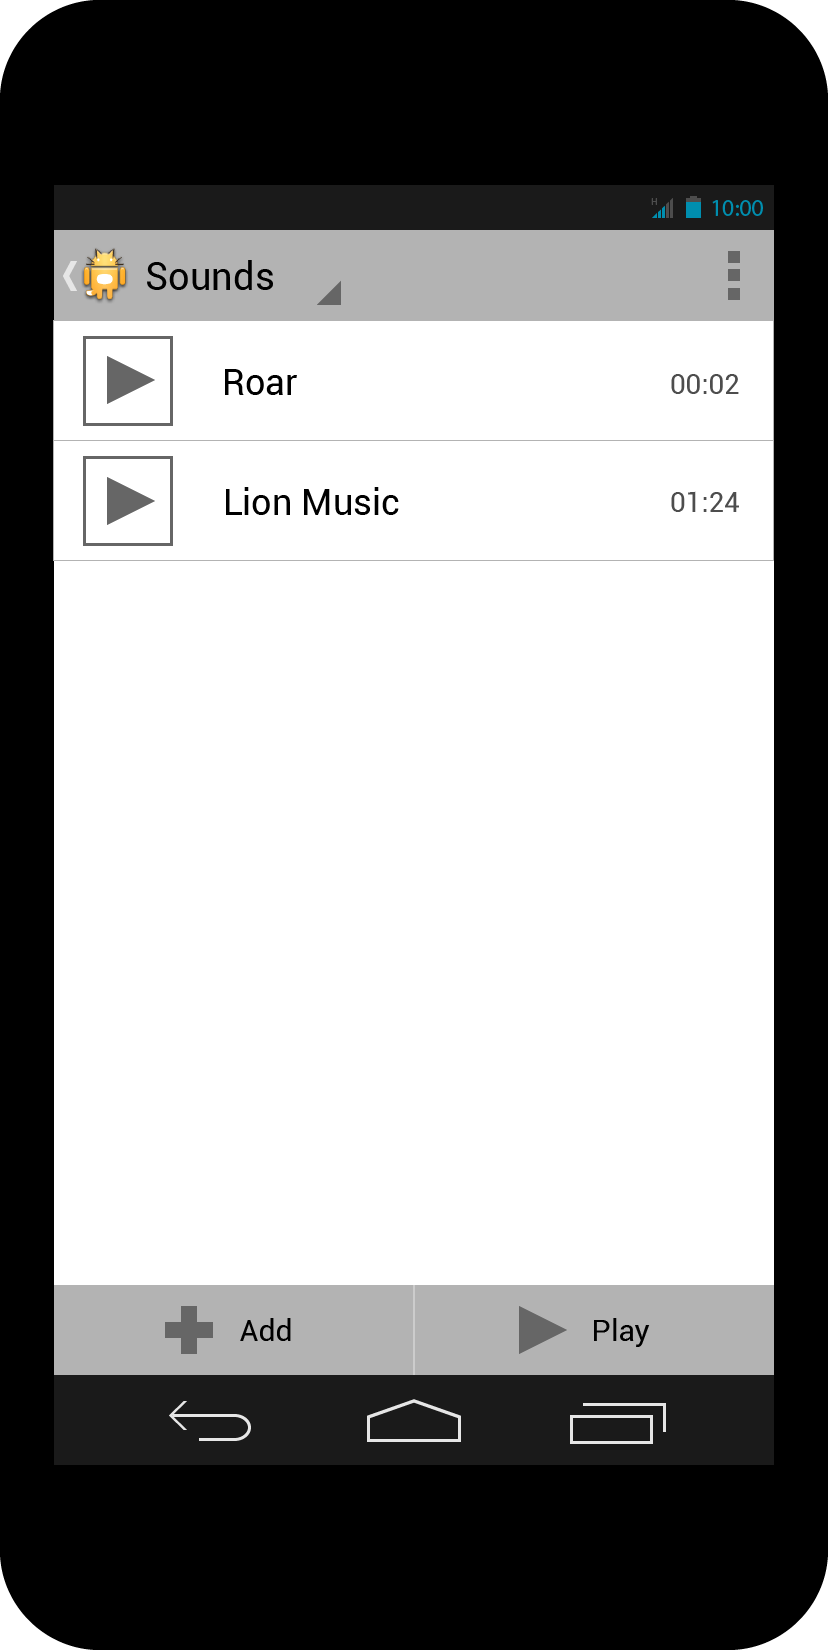 H 10:00
Sounds
Roar 00:02
Lion Music 01:24
Add Play